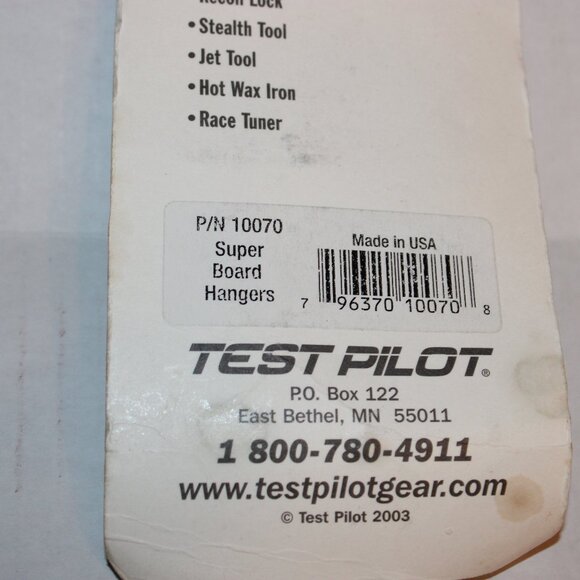 Recon Lock
• Stealth Tool
• Jet Tool
• Hot Wax Iron
• Race Tuner
P/N 10070
Super
Board
Hangers
Made in USA
7 96370 10070 8
TEST PILOT®
P.O. Box 122
East Bethel, MN 55011
1 800-780-4911
www.testpilotgear.com
© Test Pilot 2003